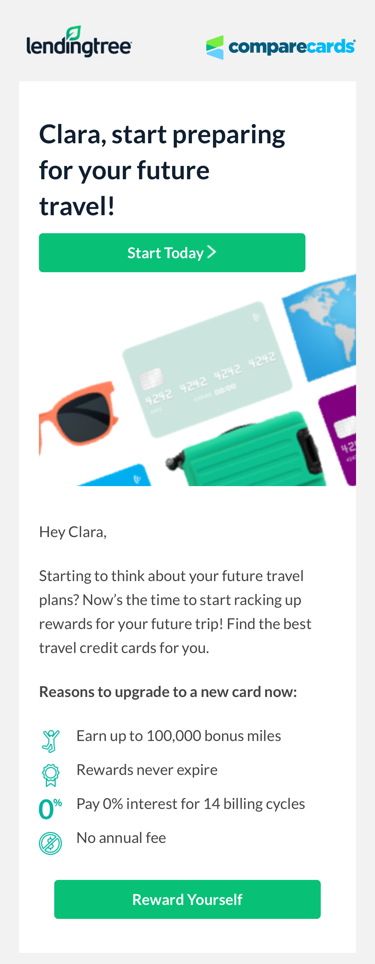 lendingtree
comparecards
Clara, start preparing
for your future
travel!
Start Today
4242 4242 4242 4242
Hey Clara,
Starting to think about your future travel
plans? Now’s the time to start racking up
rewards for your future trip! Find the best
travel credit cards for you.
Reasons to upgrade to a new card now:
Earn up to 100,000 bonus miles
Rewards never expire
0% Pay 0% interest for 14 billing cycles
No annual fee
Reward Yourself